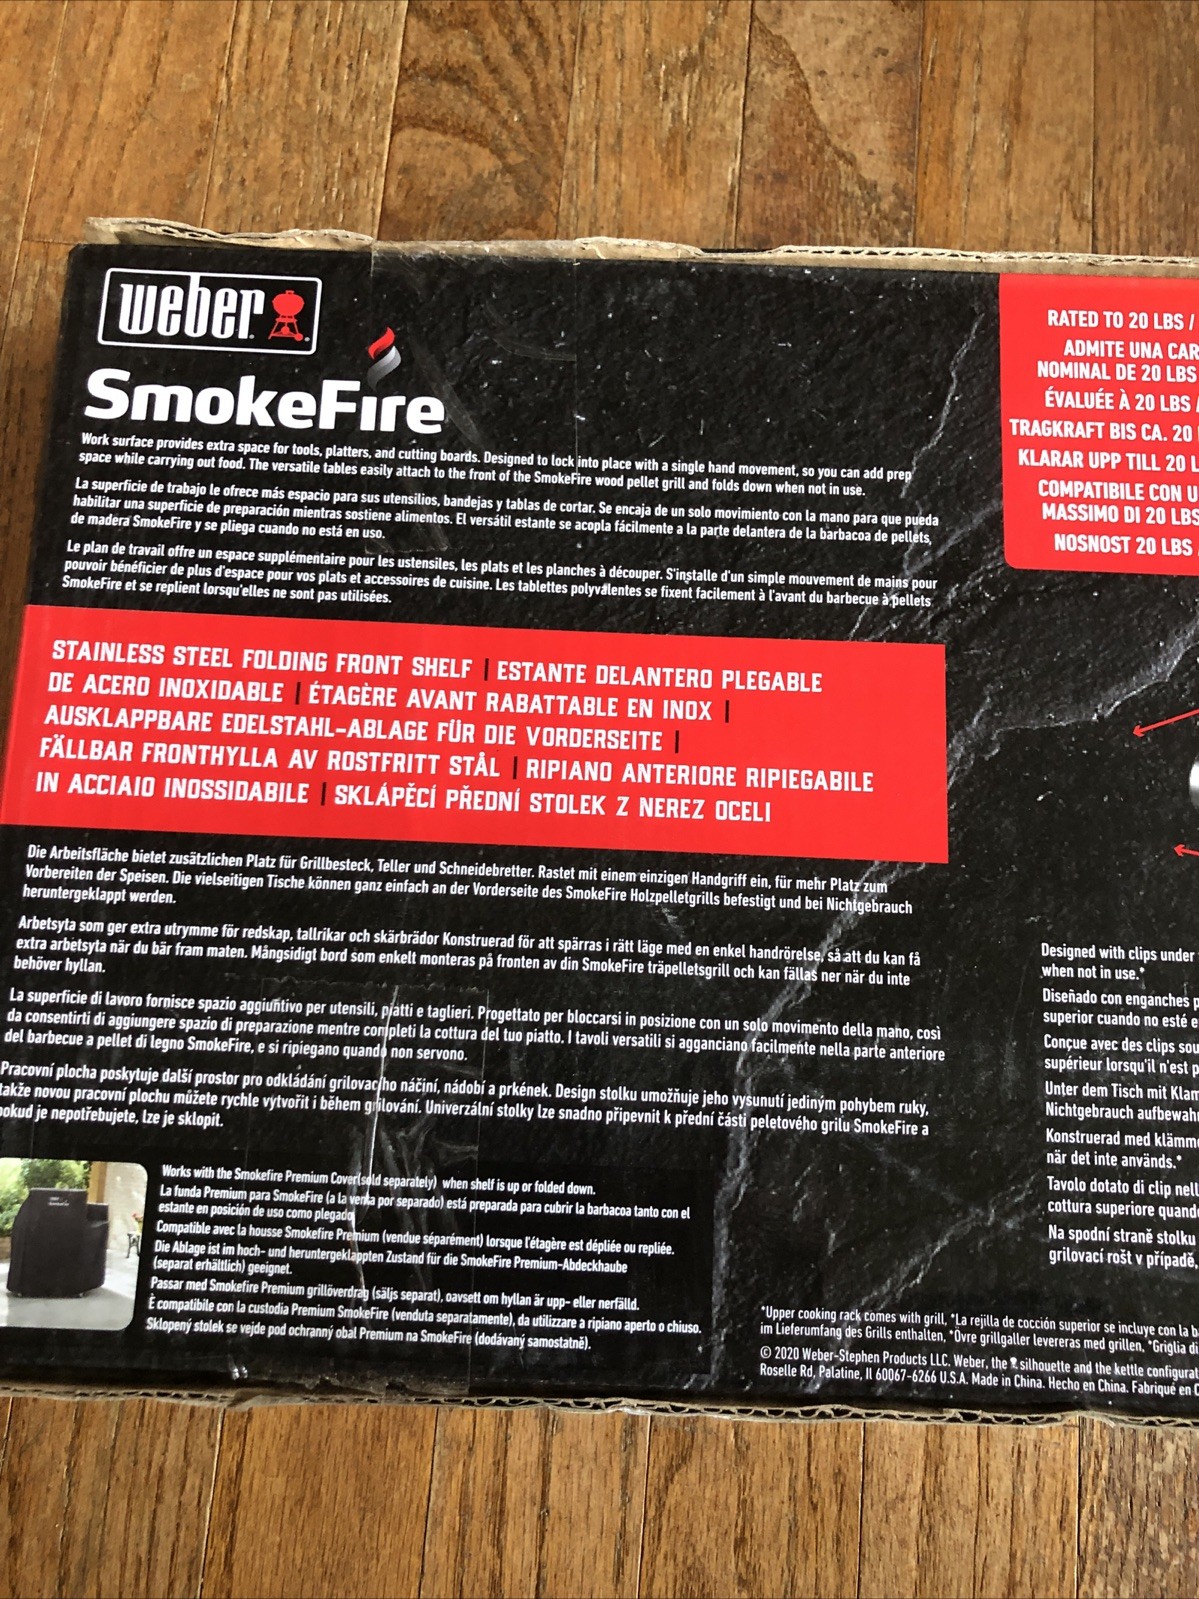 weber
SmokeFire
Work surface provides extra space for tools, platters, and cutting boards. Designed to lock into place with a single hand movement, so you can add prep
space while carrying out food. The versatile tables easily attach to the front of the SmokeFire wood pellet grill and folds down when not in use.
La superficie de trabajo le ofrece más espacio para sus utensilios, bandejas y tablas de cortar. Se encaja de un solo movimiento con la mano para que pueda
habilitar una superficie de preparación mientras sostiene alimentos. El versátil estante se acopla fácilmente a la parte delantera de la barbacoa de pellets,
de madera SmokeFire y se pliega cuando no está en uso.
Le plan de travail offre un espace supplémentaire pour les ustensiles, les plats et les planches à découper. S'installe d'un simple mouvement de mains pour
pouvoir bénéficier de plus d'espace pour vos plats et accessoires de cuisine. Les tablettes polyvalentes se fixent facilement à l'avant du barbecue à pellets
SmokeFire et se replient lorsqu'elles ne sont pas utilisées.
STAINLESS STEEL FOLDING FRONT SHELF | ESTANTE DELANTERO PLEGABLE
DE ACERO INOXIDABLE | ÉTAGÈRE AVANT RABATTABLE EN INOX |
AUSKLAPPBARE EDELSTAHL-ABLAGE FÜR DIE VORDERSEITE |
FÄLLBAR FRONTHYLLA AV ROSTFRITT STÅL | RIPIANO ANTERIORE RIPIEGABILE
IN ACCIAIO INOSSIDABILE | SKLÁPĚCÍ PŘEDNÍ STOLEK Z NEREZ OCELI
Die Arbeitsfläche bietet zusätzlichen Platz für Grillbesteck, Teller und Schneidebretter. Rastet mit einem einzigen Handgriff ein, für mehr Platz zum
Vorbereiten der Speisen. Die vielseitigen Tische können ganz einfach an der Vorderseite des SmokeFire Holzpelletgrills befestigt und bei Nichtgebrauch
heruntergeklappt werden.
Arbetsyta som ger extra utrymme för redskap, tallrikar och skärbrädor Konstruerad för att spärras i rätt läge med en enkel handrörelse, så att du kan få
extra arbetsyta när du bär fram maten. Mångsidigt bord som enkelt monteras på fronten av din SmokeFire träpelletsgrill och kan fällas ner när du inte
behöver hyllan.
La superficie di lavoro fornisce spazio aggiuntivo per utensili, piatti e taglieri. Progettato per bloccarsi in posizione con un solo movimento della mano, così
da consentirti di aggiungere spazio di preparazione mentre completi la cottura del tuo piatto. I tavoli versatili si agganciano facilmente nella parte anteriore
del barbecue a pellet di legno SmokeFire, e si ripiegano quando non servono.
Pracovní plocha poskytuje další prostor pro odkládání grilovacího náčiní, nádobí a prkének. Design stolku umožňuje jeho vysunutí jediným pohybem ruky,
takže novou pracovní plochu můžete rychle vytvořit i během grilování. Univerzální stolky lze snadno připevnit k přední části peletového grilu SmokeFire a
pokud je nepotřebujete, lze je sklopit.
Works with the Smokefire Premium Cover(sold separately) when shelf is up or folded down.
La funda Premium para SmokeFire (a la venta por separado) está preparada para cubrir la barbacoa tanto con el
estante en posición de uso como plegado
Compatible avec la housse Smokefire Premium (vendue séparément) lorsque l'étagère est dépliée ou repliée.
Die Ablage ist im hoch- und heruntergeklappten Zustand für die SmokeFire Premium-Abdeckhaube
(separat erhältlich) geeignet.
Passar med Smokefire Premium grillöverdrag (säljs separat), oavsett om hyllan är upp- eller nerfälld.
È compatibile con la custodia Premium SmokeFire (venduta separatamente), da utilizzare a ripiano aperto o chiuso.
Sklopený stolek se vejde pod ochranný obal Premium na SmokeFire (dodávaný samostatně).
RATED TO 20 LBS /
ADMITE UNA CAR
NOMINAL DE 20 LBS
ÉVALUÉE À 20 LBS /
TRAGKRAFT BIS CA. 20
KLARAR UPP TILL 20 L
COMPATIBILE CON U
MASSIMO DI 20 LBS
NOSNOST 20 LBS
Designed with clips under
when not in use.*
Diseñado con enganches p
superior cuando no esté e
Conçue avec des clips sou
supérieur lorsqu'il n'est p
Unter dem Tisch mit Klam
Nichtgebrauch aufbewah
Konstruerad med klämm
när det inte används.*
Tavolo dotato di clip nell
cottura superiore quand
Na spodní straně stolku
grilovací rošt v případě,
*Upper cooking rack comes with grill, *La rejilla de cocción superior se incluye con la b
im Lieferumfang des Grills enthalten, *Övre grillgaller levereras med grillen, *Griglia di
© 2020 Weber-Stephen Products LLC. Weber, the silhouette and the kettle configurat
Roselle Rd, Palatine, Il 60067-6266 U.S.A. Made in China. Hecho en China. Fabriqué en C